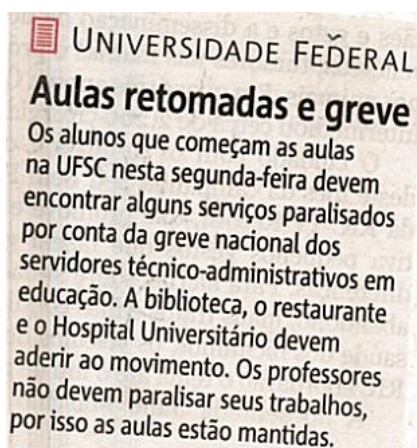 UNIVERSIDADE FEDERAL
Aulas retomadas e greve
Os alunos que começam as aulas
na UFSC nesta segunda-feira devem
encontrar alguns serviços paralisados
por conta da greve nacional dos
servidores técnico-administrativos em
educação. A biblioteca, o restaurante
e o Hospital Universitário devem
aderir ao movimento. Os professores
não devem paralisar seus trabalhos,
por isso as aulas estão mantidas.